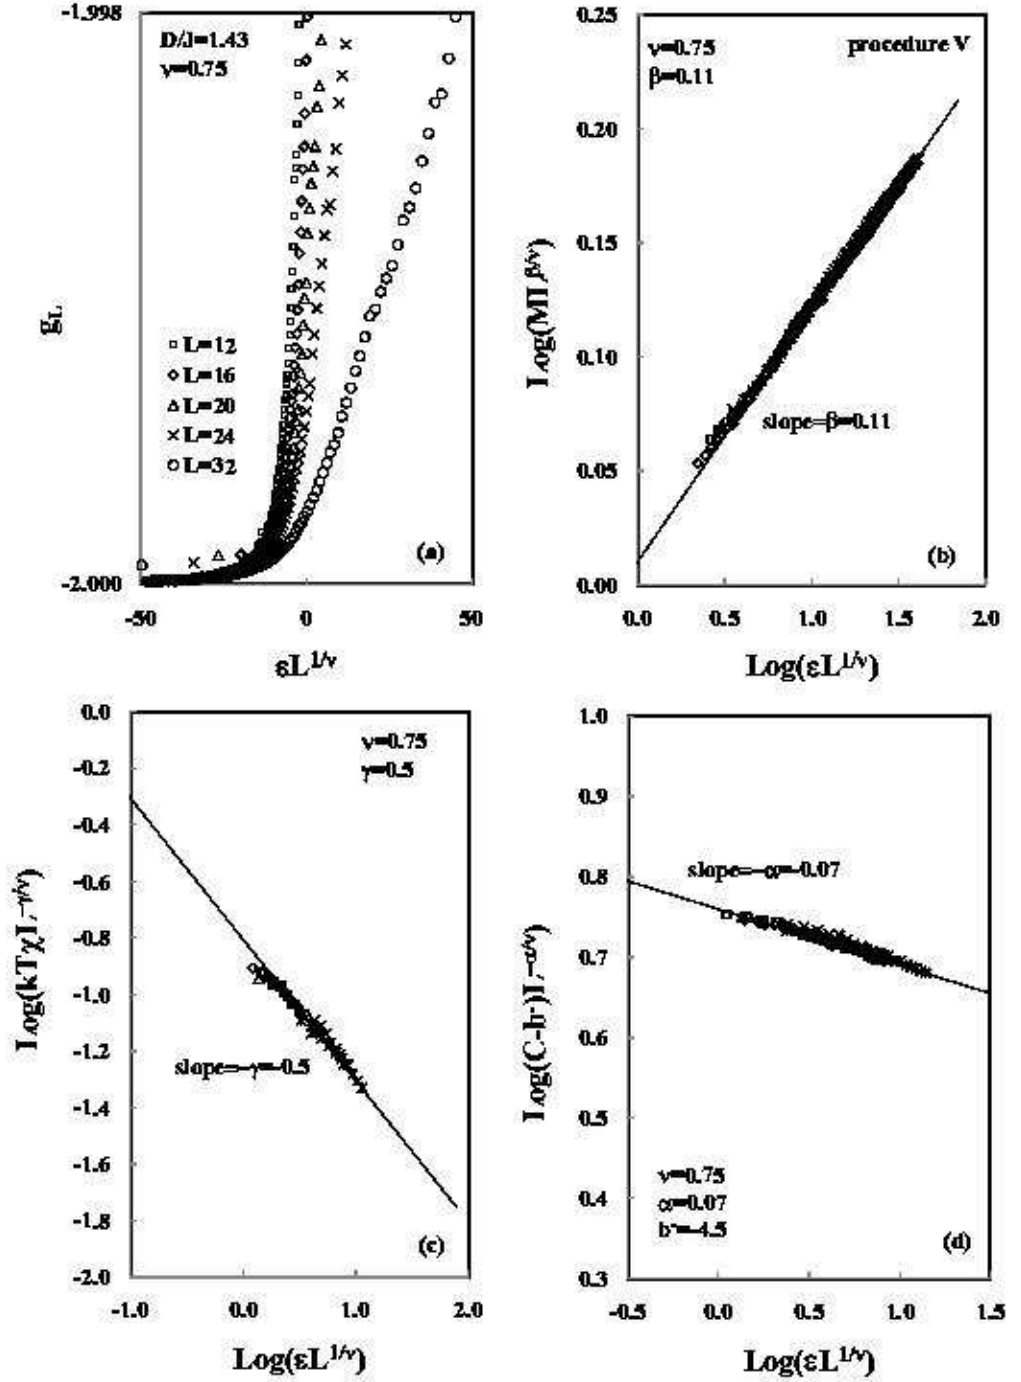 -1.998
D/J=1.43
ν=0.75
g_L
L=12
L=16
L=20
L=24
L=32
(a)
-2.000
-50
0
50
εL^{1/ν}
0.25
ν=0.75
procedure V
β=0.11
0.20
0.15
Log(ML^{β/ν})
0.10
slope=β=0.11
0.05
(b)
0.00
0.0
0.5
1.0
1.5
2.0
Log(εL^{1/ν})
0.0
ν=0.75
γ=0.5
-0.2
-0.4
-0.6
-0.8
Log(kTχL^{-γ/ν})
-1.0
-1.2
slope=-γ=-0.5
-1.4
-1.6
-1.8
(c)
-2.0
-1.0
0.0
1.0
2.0
Log(εL^{1/ν})
1.0
0.9
slope=-α=-0.07
0.8
0.7
Log(C-b⁻)L^{-α/ν})
0.6
0.5
0.4
ν=0.75
α=0.07
b⁻=-4.5
(d)
0.3
-0.5
0.0
0.5
1.0
1.5
Log(εL^{1/ν})